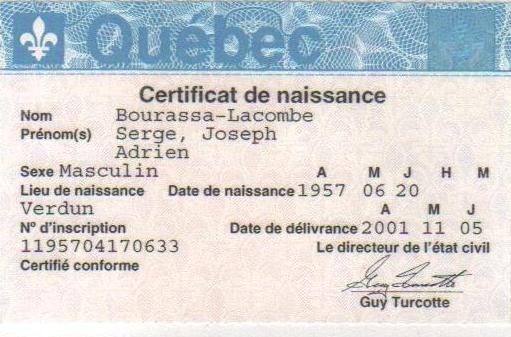 Québec
Certificat de naissance
Nom Bourassa-Lacombe
Prénom(s) Serge, Joseph
Adrien
Sexe Masculin A M J H M
Lieu de naissance Date de naissance 1957 06 20
Verdun A M J
N° d'inscription Date de délivrance 2001 11 05
1195704170633 Le directeur de l'état civil
Certifié conforme
Guy Turcotte
Guy Turcotte